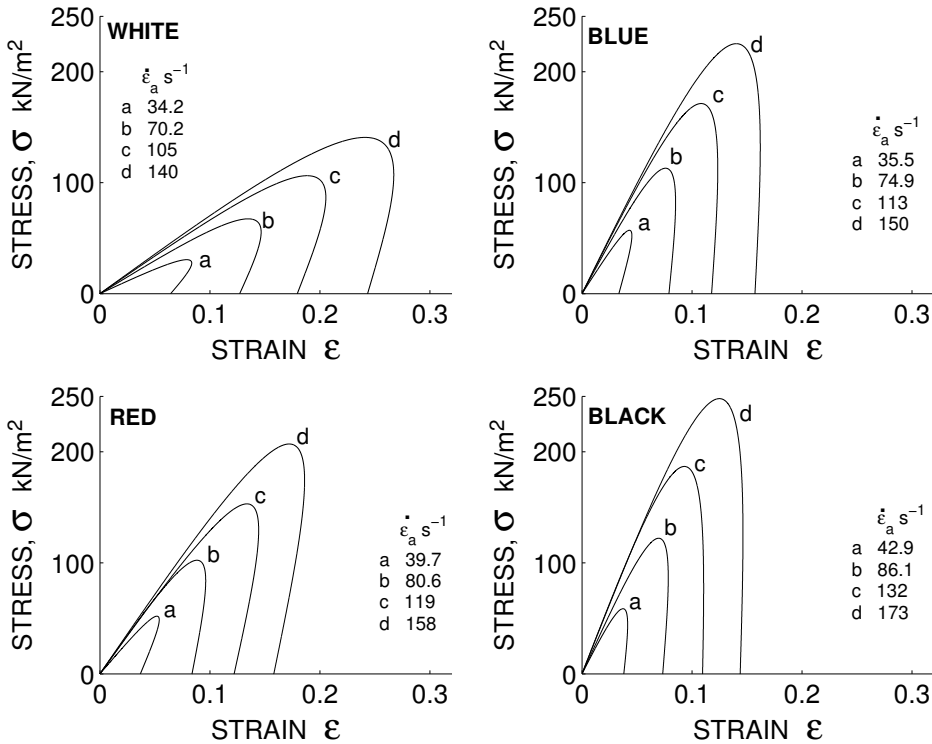 WHITE
ε̇ₐ s⁻¹
a 34.2
b 70.2
c 105
d 140
a
b
c
d
250
200
100
0
0 0.1 0.2 0.3
STRESS, σ kN/m²
STRAIN ε
BLUE
ε̇ₐ s⁻¹
a 35.5
b 74.9
c 113
d 150
a
b
c
d
250
200
100
0
0 0.1 0.2 0.3
STRESS, σ kN/m²
STRAIN ε
RED
ε̇ₐ s⁻¹
a 39.7
b 80.6
c 119
d 158
a
b
c
d
250
200
100
0
0 0.1 0.2 0.3
STRESS, σ kN/m²
STRAIN ε
BLACK
ε̇ₐ s⁻¹
a 42.9
b 86.1
c 132
d 173
a
b
c
d
250
200
100
0
0 0.1 0.2 0.3
STRESS, σ kN/m²
STRAIN ε